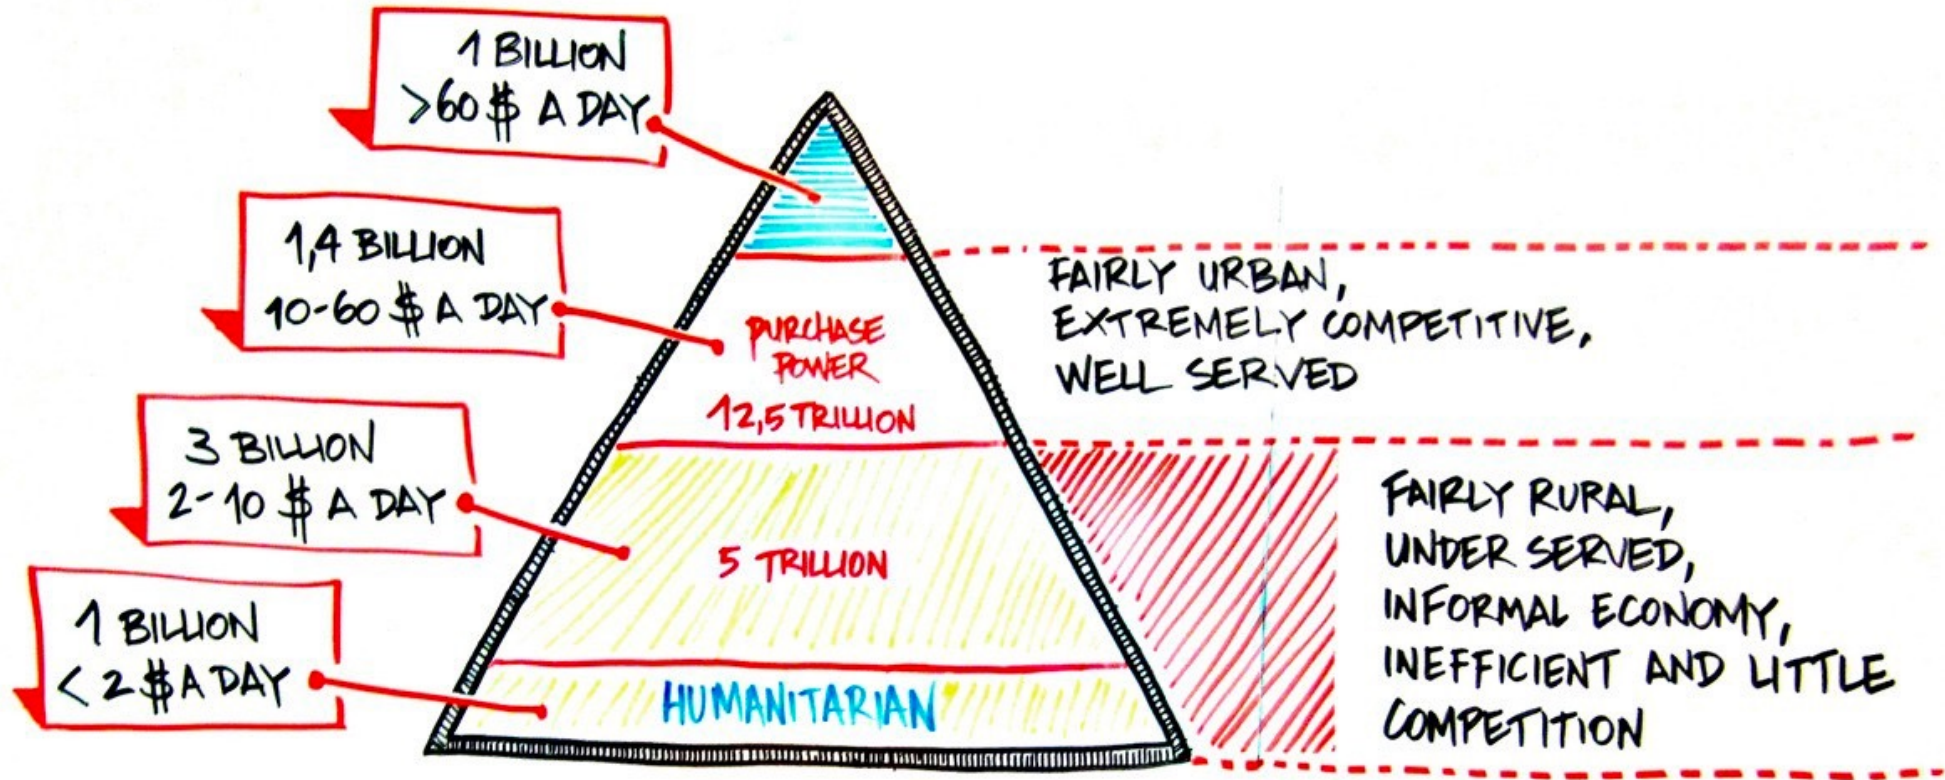 1 BILLION
>60 $ A DAY
1,4 BILLION
10-60 $ A DAY
PURCHASE
POWER
12,5 TRILLION
FAIRLY URBAN,
EXTREMELY COMPETITIVE,
WELL SERVED
3 BILLION
2-10 $ A DAY
5 TRILLION
1 BILLION
< 2 $ A DAY
HUMANITARIAN
FAIRLY RURAL,
UNDER SERVED,
INFORMAL ECONOMY,
INEFFICIENT AND LITTLE
COMPETITION